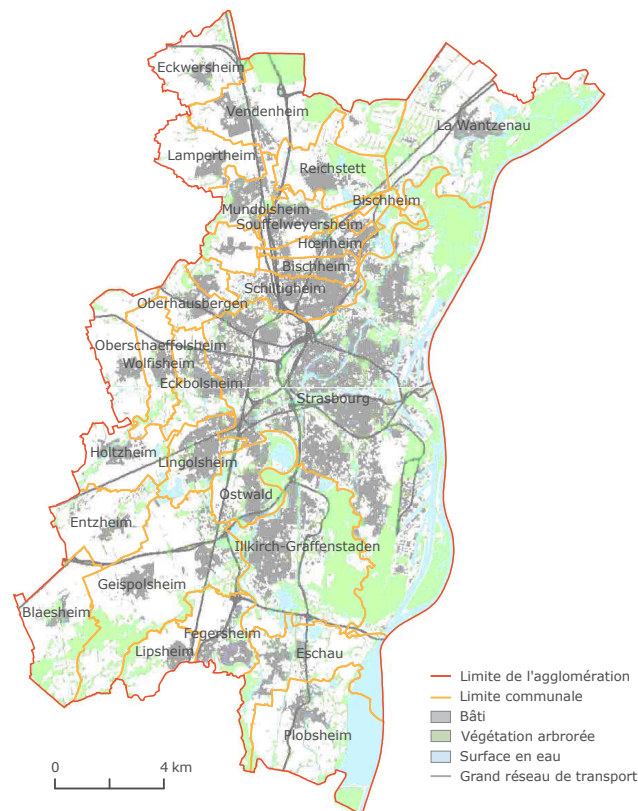 Eckwersheim
Vendenheim
La Wantzenau
Lampertheim
Reichstett
Bischheim
Mundolsheim
Souffelweyersheim
Hœnheim
Bischheim
Schiltigheim
Oberhausbergen
Oberschaeffolsheim
Wolfisheim
Eckbolsheim
Strasbourg
Holtzheim
Lingolsheim
Ostwald
Entzheim
Illkirch-Graffenstaden
Geispolsheim
Blaesheim
Fegersheim
Lipsheim
Eschau
Plobsheim
Limite de l'agglomération
Limite communale
Bâti
Végétation arbrorée
Surface en eau
Grand réseau de transport
0 4 km